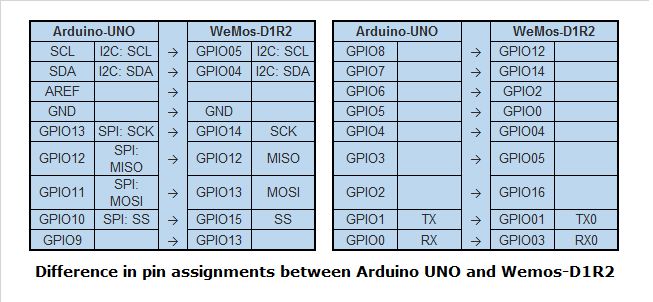 Arduino-UNO WeMos-D1R2
SCL I2C: SCL → GPIO05 I2C: SCL
SDA I2C: SDA → GPIO04 I2C: SDA
AREF →
GND → GND
GPIO13 SPI: SCK → GPIO14 SCK
GPIO12 SPI: MISO → GPIO12 MISO
GPIO11 SPI: MOSI → GPIO13 MOSI
GPIO10 SPI: SS → GPIO15 SS
GPIO9 → GPIO13
Arduino-UNO WeMos-D1R2
GPIO8 → GPIO12
GPIO7 → GPIO14
GPIO6 → GPIO2
GPIO5 → GPIO0
GPIO4 → GPIO04
GPIO3 → GPIO05
GPIO2 → GPIO16
GPIO1 TX → GPIO01 TX0
GPIO0 RX → GPIO03 RX0
Difference in pin assignments between Arduino UNO and Wemos-D1R2